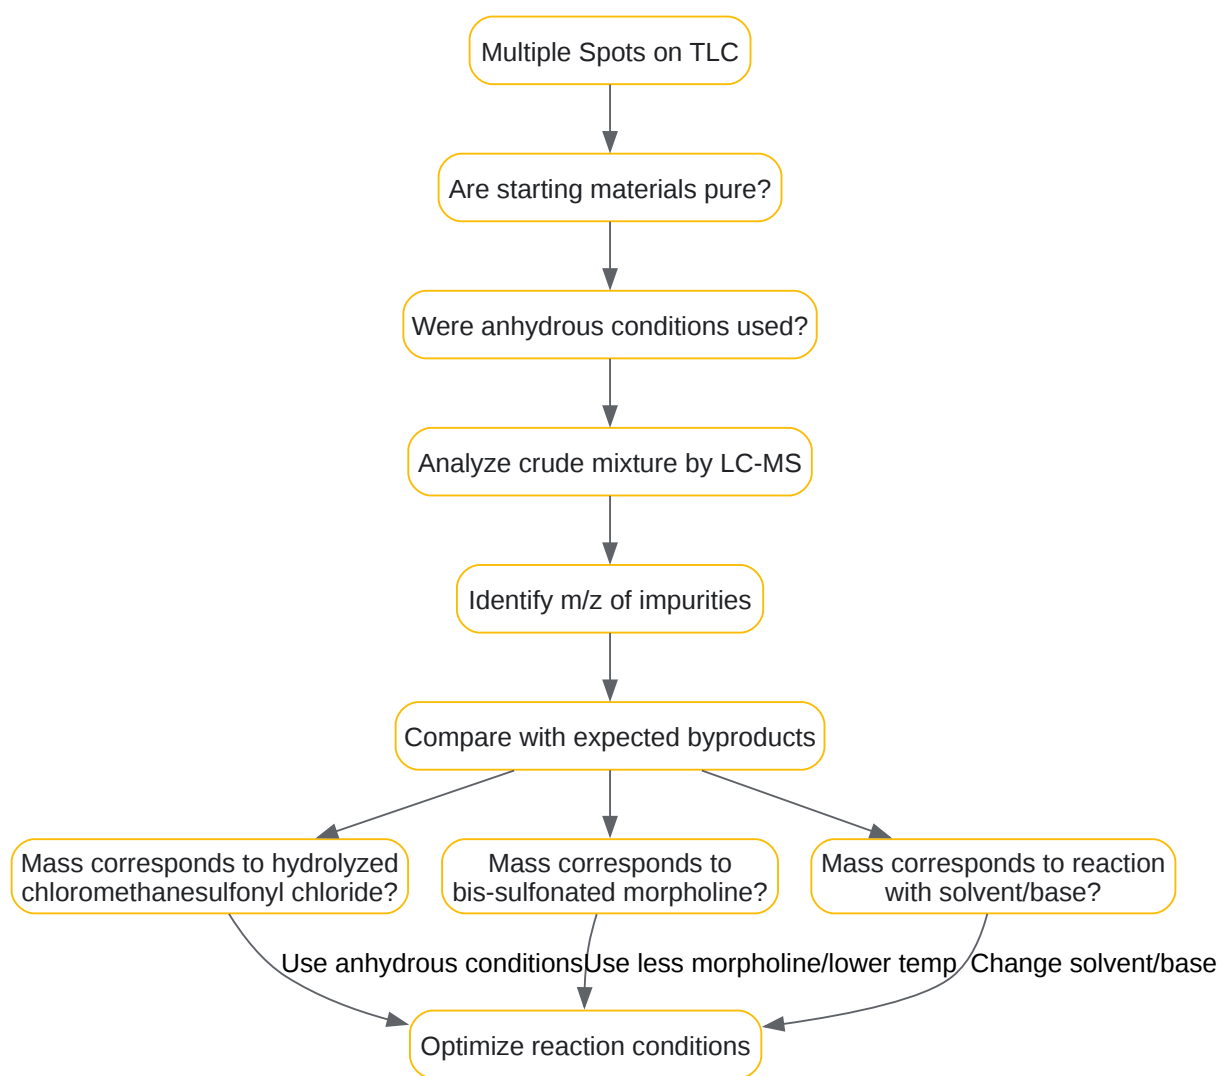 Multiple Spots on TLC
Are starting materials pure?
Were anhydrous conditions used?
Analyze crude mixture by LC-MS
Identify m/z of impurities
Compare with expected byproducts
Mass corresponds to hydrolyzed
chloromethanesulfonyl chloride?
Mass corresponds to
bis-sulfonated morpholine?
Mass corresponds to reaction
with solvent/base?
Use anhydrous conditions
Use less morpholine/lower temp
Change solvent/base
Optimize reaction conditions